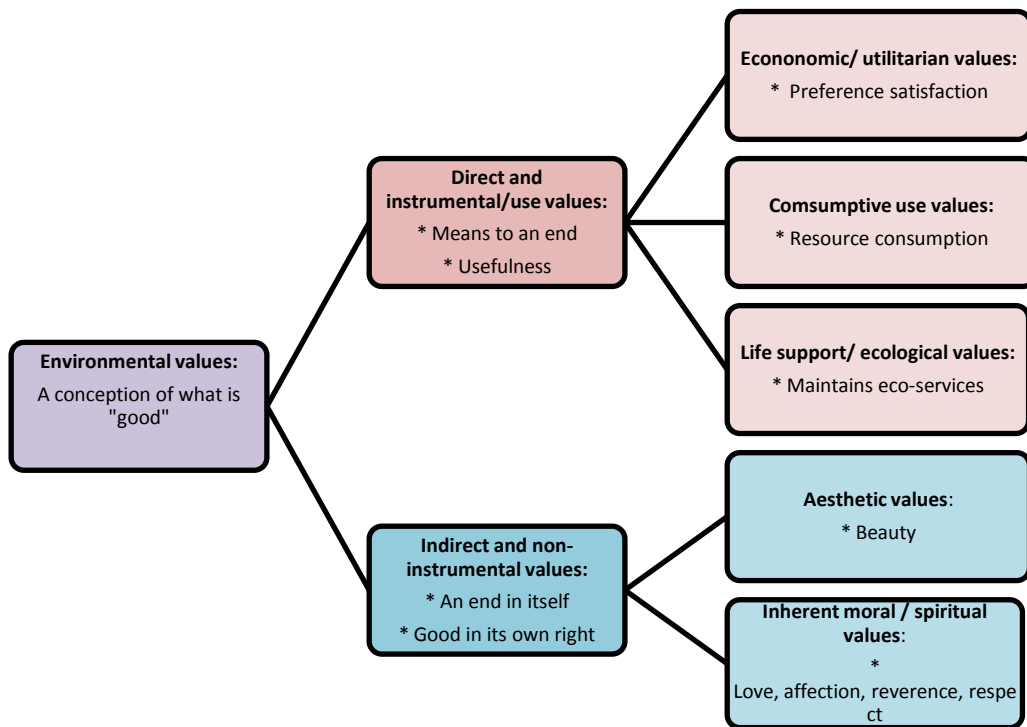 Econonomic/ utilitarian values:
* Preference satisfaction
Direct and
instrumental/use values:
* Means to an end
* Usefulness
Comsumptive use values:
* Resource consumption
Environmental values:
A conception of what is
"good"
Life support/ ecological values:
* Maintains eco-services
Aesthetic values:
* Beauty
Indirect and non-
instrumental values:
* An end in itself
* Good in its own right
Inherent moral / spiritual
values:
*
Love, affection, reverence, respe
ct